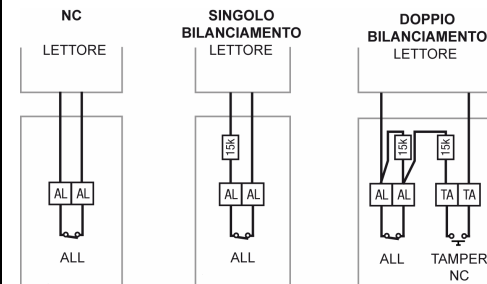 NC
LETTORE
AL AL
ALL
SINGOLO
BILANCIAMENTO
LETTORE
15k
AL AL
ALL
DOPPIO
BILANCIAMENTO
LETTORE
15k 15k
AL AL TA TA
ALL TAMPER
NC